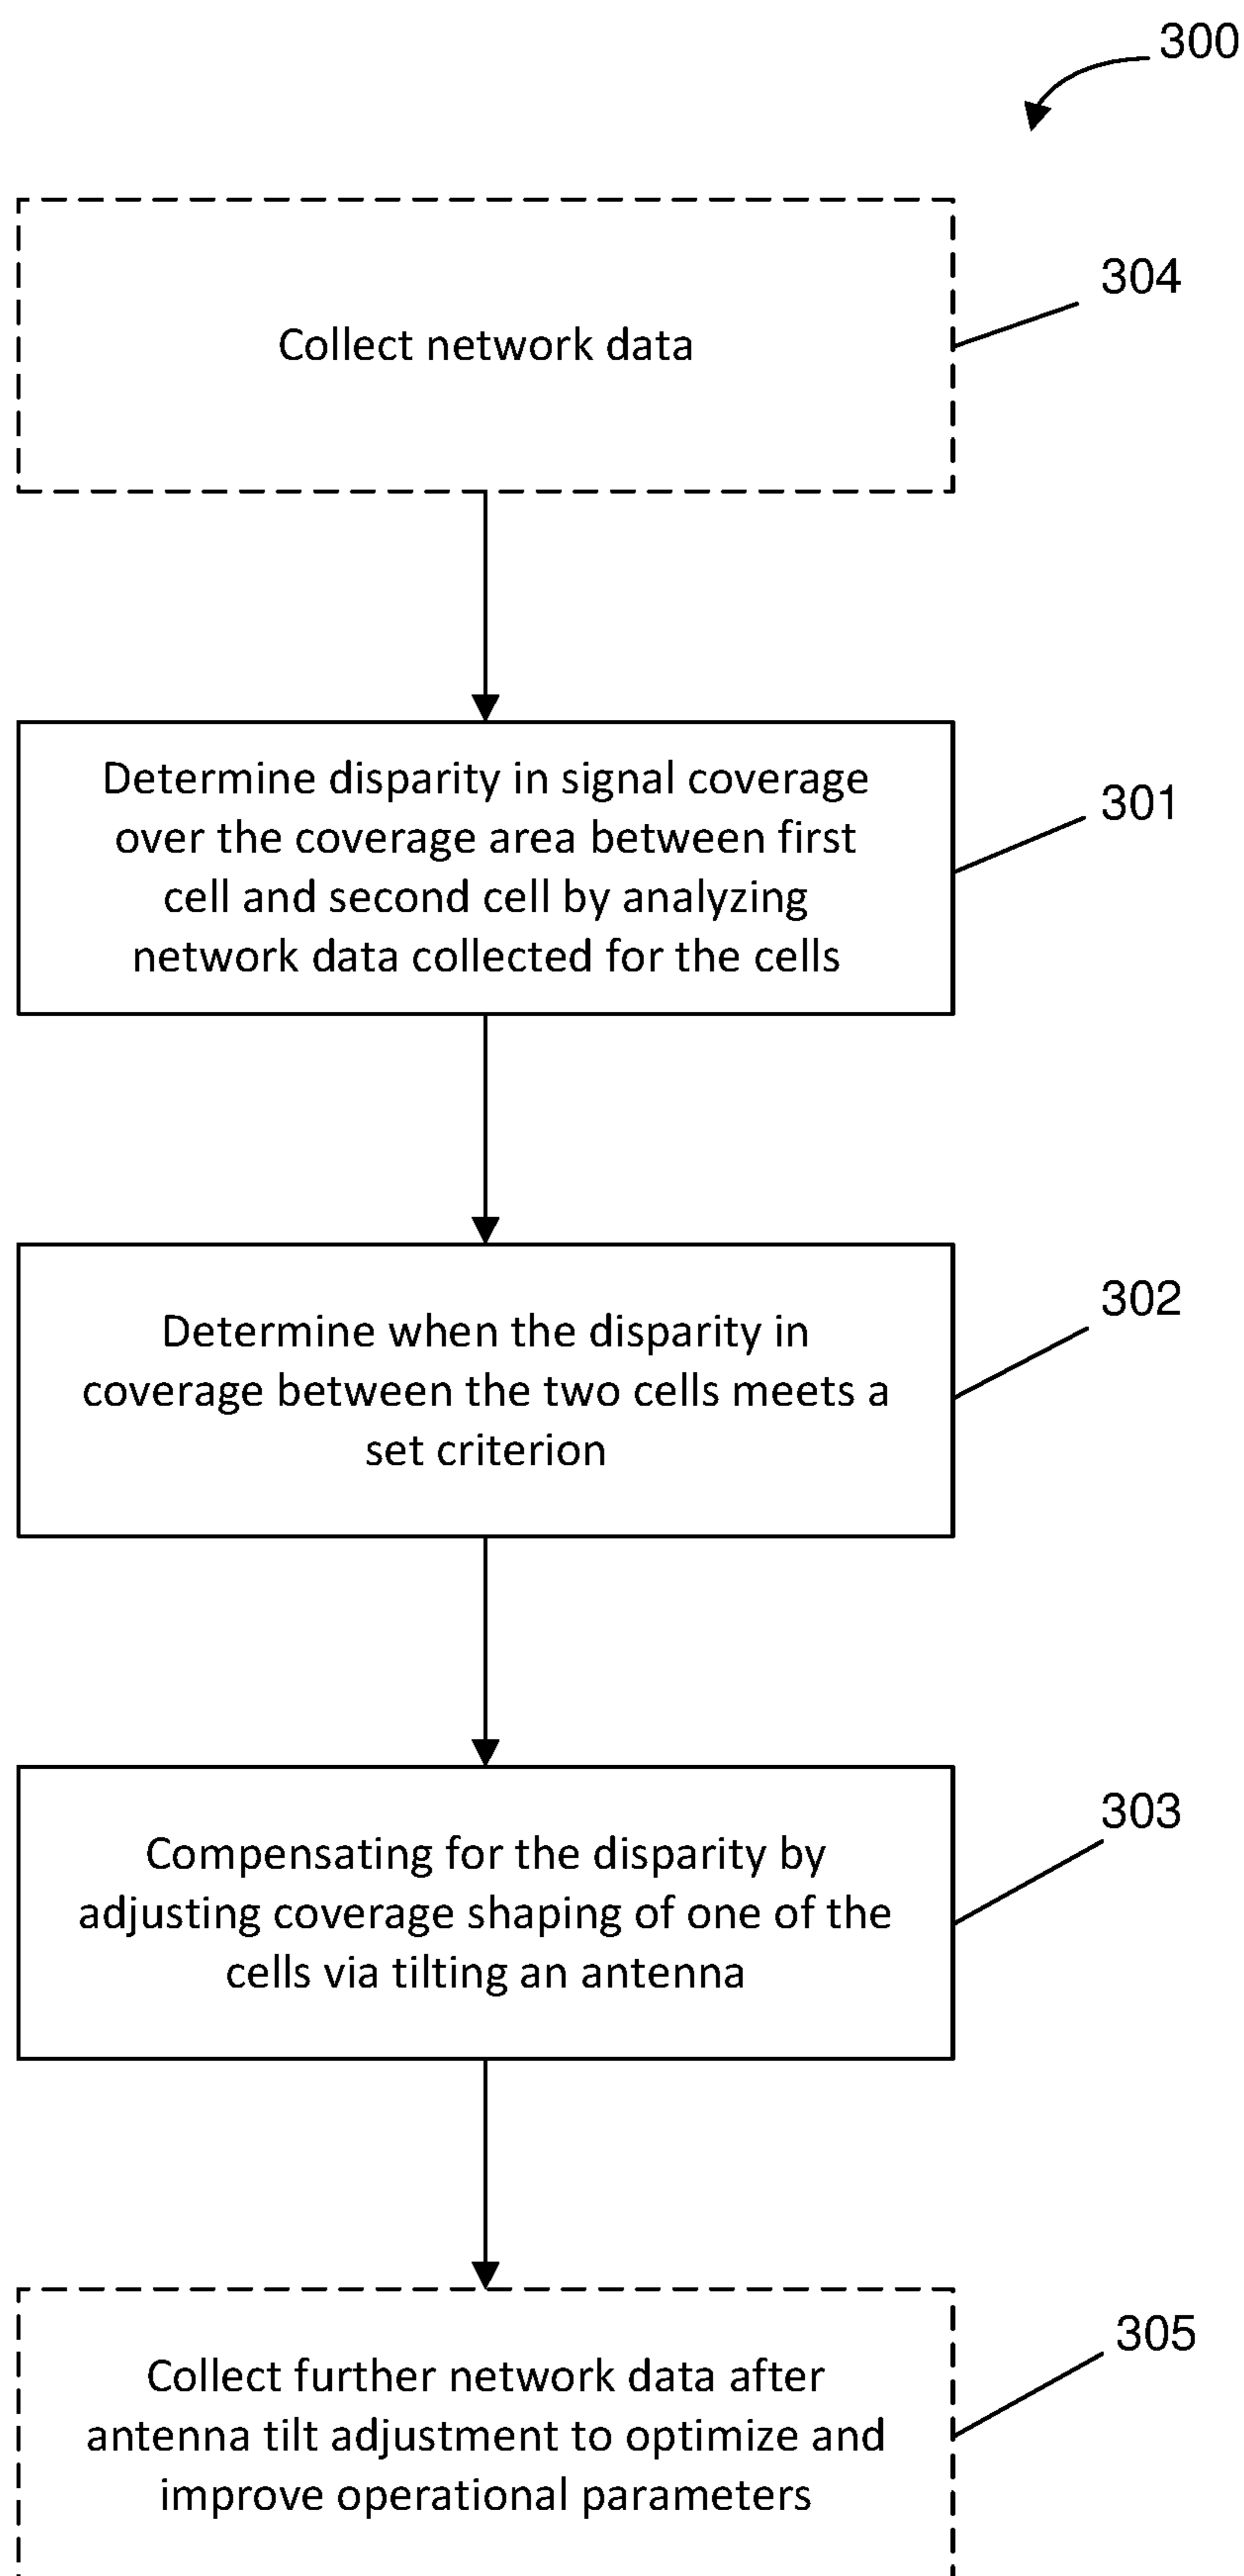 300
Collect network data
304
Determine disparity in signal coverage
over the coverage area between first
cell and second cell by analyzing
network data collected for the cells
301
Determine when the disparity in
coverage between the two cells meets a
set criterion
302
Compensating for the disparity by
adjusting coverage shaping of one of the
cells via tilting an antenna
303
Collect further network data after
antenna tilt adjustment to optimize and
improve operational parameters
305